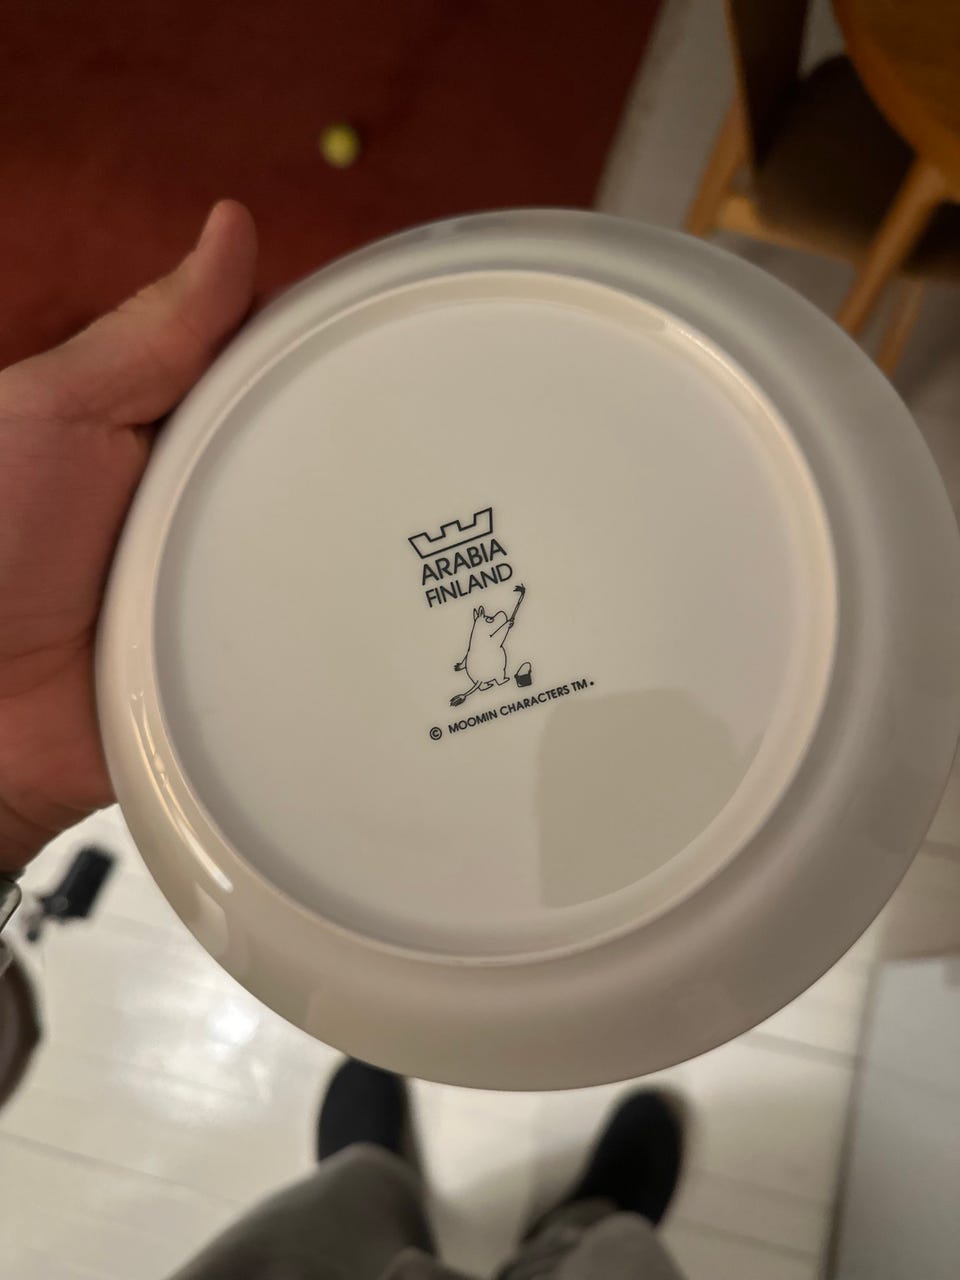 ARABIA
FINLAND
© MOOMIN CHARACTERS TM.